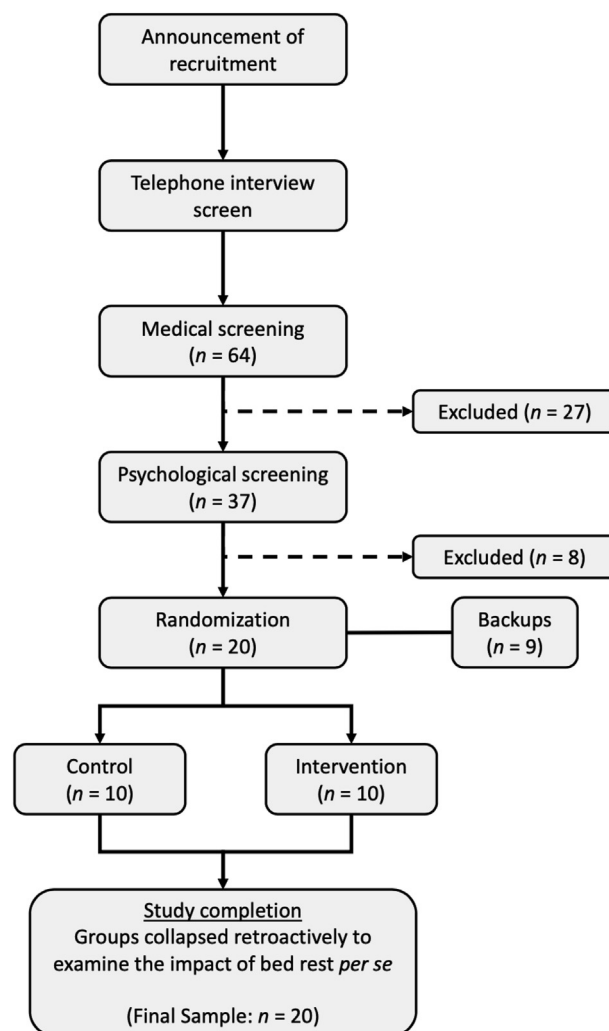 Announcement of
recruitment
Telephone interview
screen
Medical screening
(n = 64)
Excluded (n = 27)
Psychological screening
(n = 37)
Excluded (n = 8)
Randomization
(n = 20)
Backups
(n = 9)
Control
(n = 10)
Intervention
(n = 10)
Study completion
Groups collapsed retroactively to
examine the impact of bed rest per se
(Final Sample: n = 20)